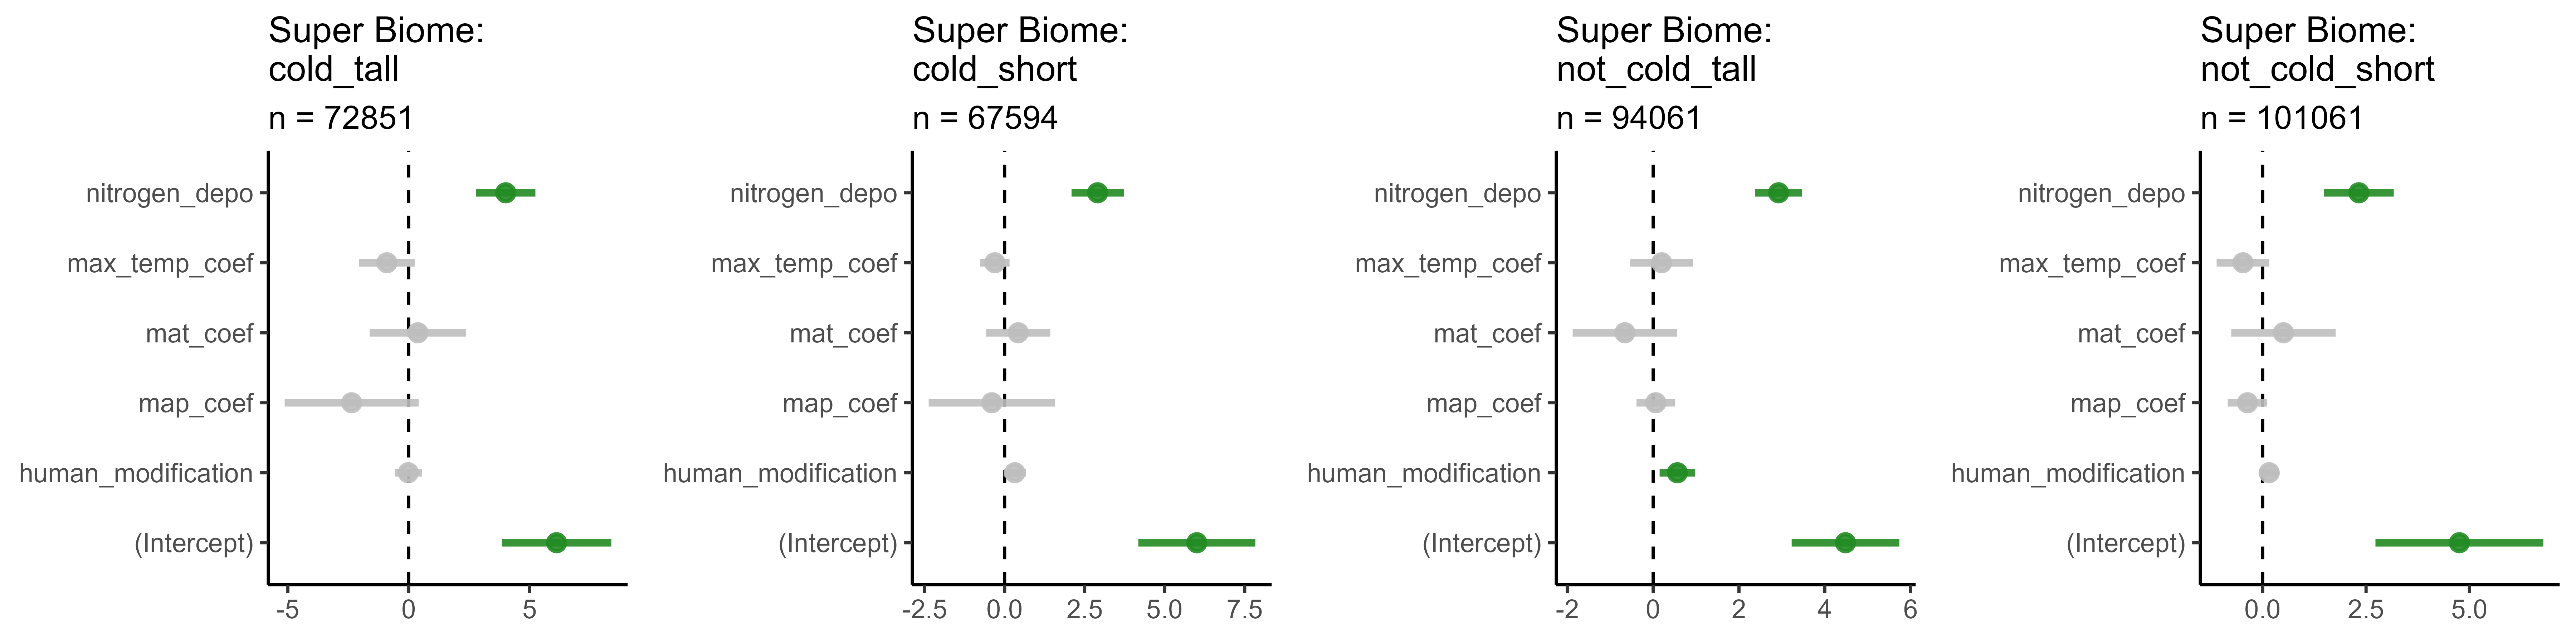 Super Biome:
cold_tall
n = 72851
nitrogen_depo
max_temp_coef
mat_coef
map_coef
human_modification
(Intercept)
-5 0 5
Super Biome:
cold_short
n = 67594
nitrogen_depo
max_temp_coef
mat_coef
map_coef
human_modification
(Intercept)
-2.5 0.0 2.5 5.0 7.5
Super Biome:
not_cold_tall
n = 94061
nitrogen_depo
max_temp_coef
mat_coef
map_coef
human_modification
(Intercept)
-2 0 2 4 6
Super Biome:
not_cold_short
n = 101061
nitrogen_depo
max_temp_coef
mat_coef
map_coef
human_modification
(Intercept)
0.0 2.5 5.0